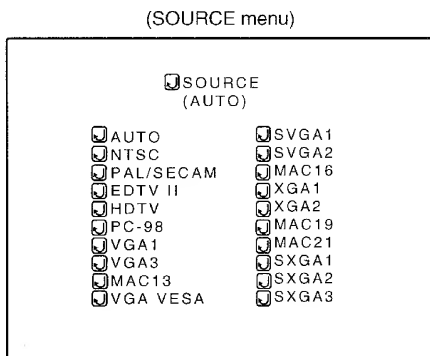 (SOURCE menu)
SOURCE
(AUTO)
AUTO
NTSC
PAL/SECAM
EDTV II
HDTV
PC-98
VGA1
VGA3
MAC13
VGA VESA
SVGA1
SVGA2
MAC16
XGA1
XGA2
MAC19
MAC21
SXGA1
SXGA2
SXGA3